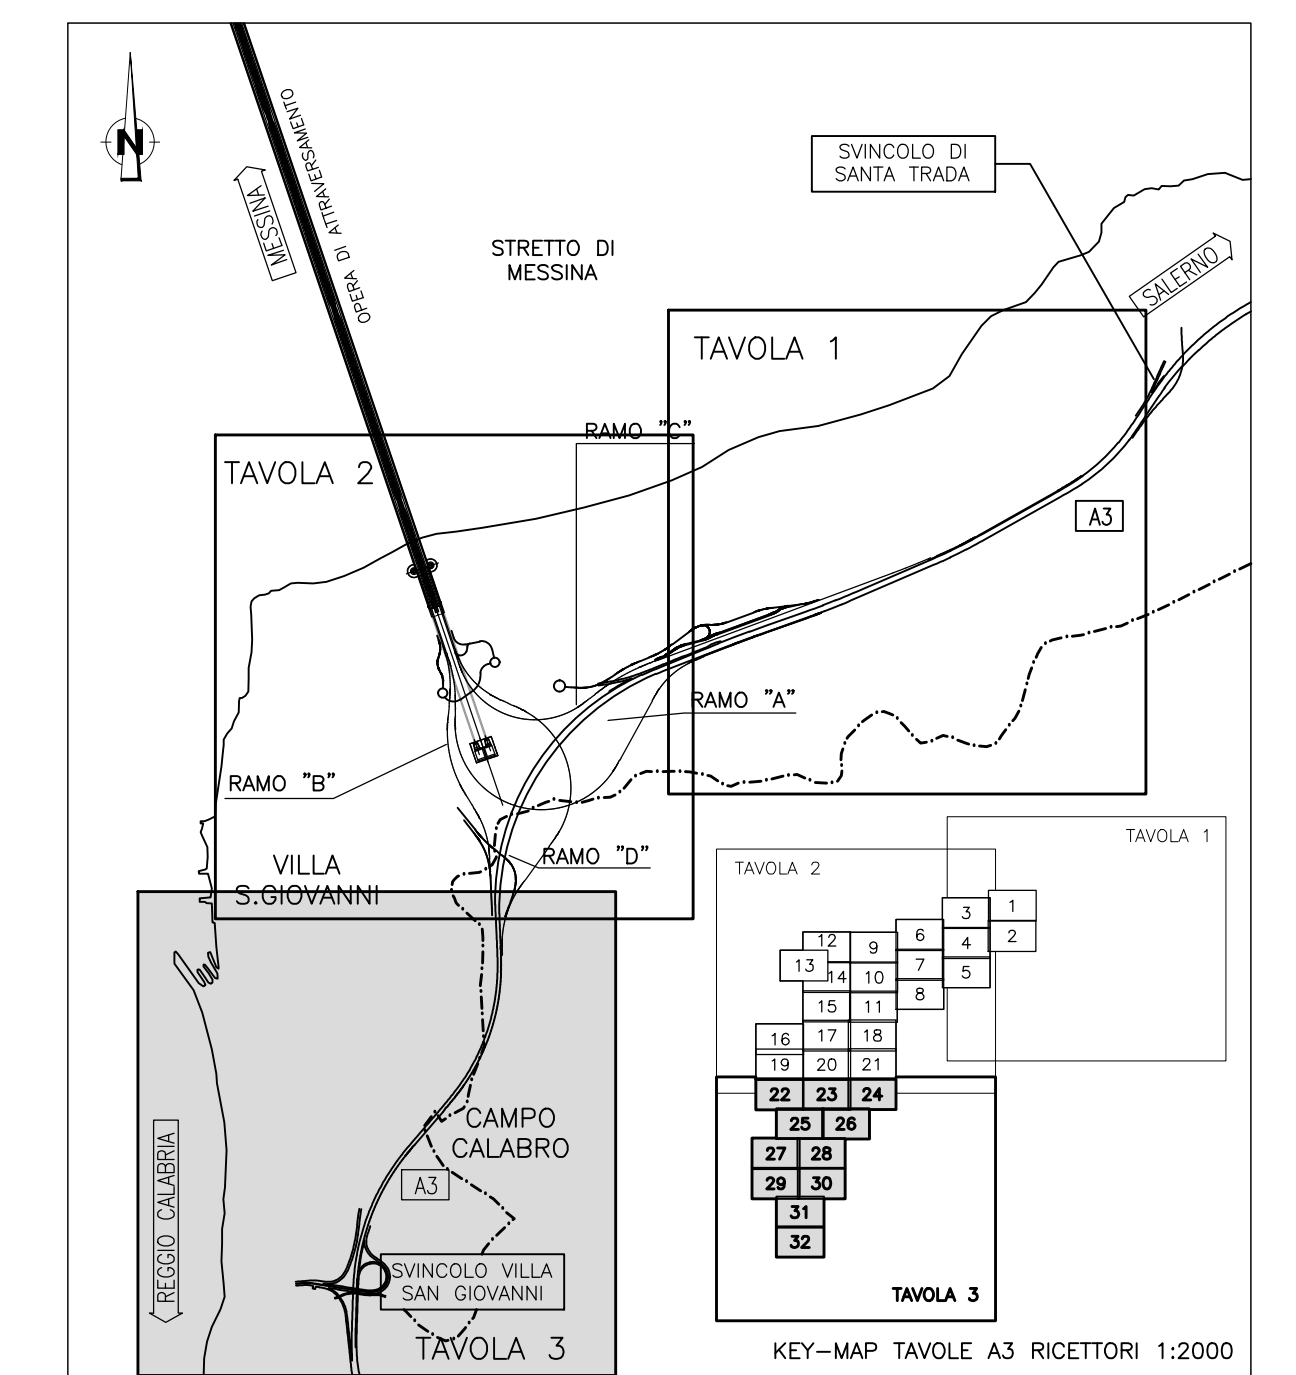 N
OPERA DI ATTRAVERSAMENTO
MESSINA
STRETTO DI
MESSINA
SVINCOLO DI
SANTA TRADA
SALERNO
TAVOLA 1
RAMO "C"
TAVOLA 2
A3
RAMO "A"
RAMO "B"
RAMO "D"
VILLA
S.GIOVANNI
CAMPO
CALABRO
A3
REGGIO CALABRIA
SVINCOLO VILLA
SAN GIOVANNI
TAVOLA 3
TAVOLA 1
TAVOLA 2
1
3
2
6
4
12
9
13
7
5
14
10
8
15
11
16
17
18
19
20
21
22
23
24
25
26
27
28
29
30
31
32
TAVOLA 3
KEY-MAP TAVOLE A3 RICETTORI 1:2000